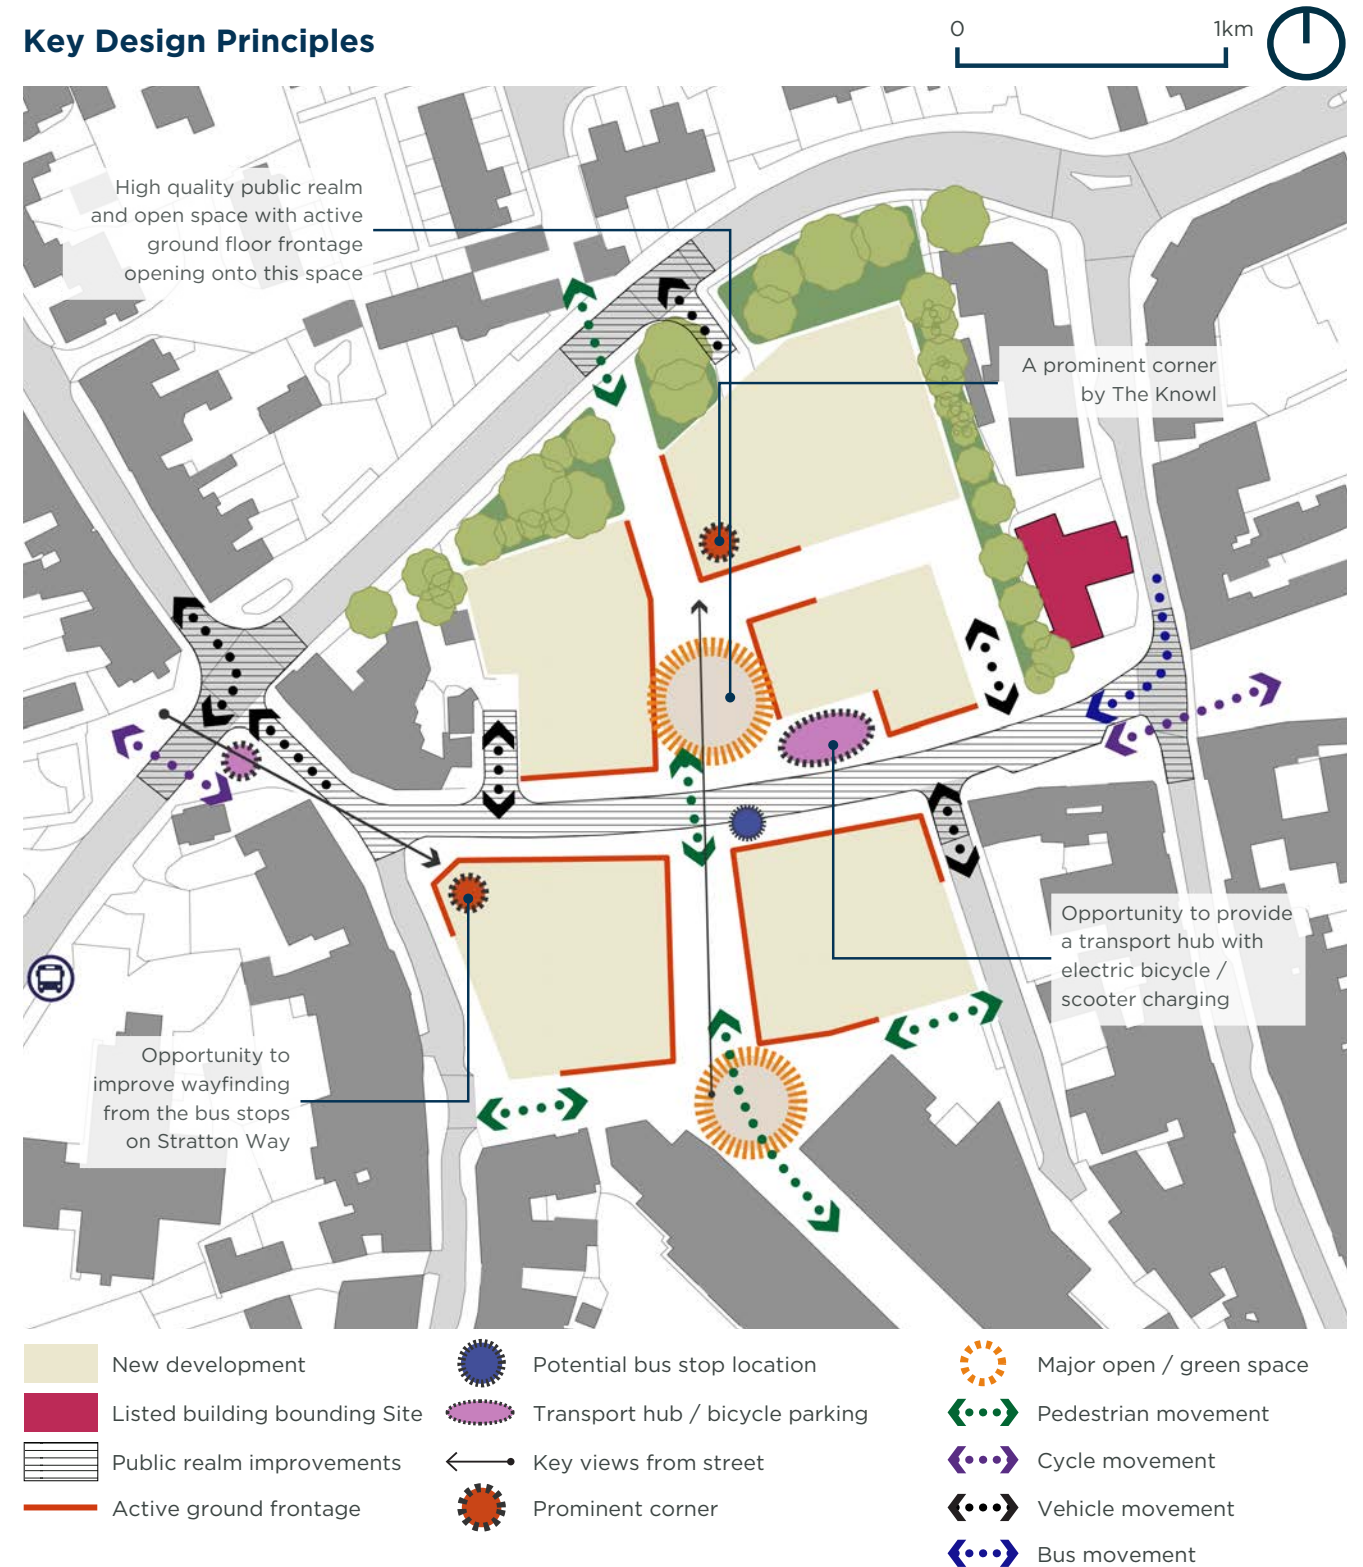 Key Design Principles
0
1km
High quality public realm
and open space with active
ground floor frontage
opening onto this space
A prominent corner
by The Knowl
Opportunity to provide
a transport hub with
electric bicycle /
scooter charging
Opportunity to
improve wayfinding
from the bus stops
on Stratton Way
New development
Listed building bounding Site
Public realm improvements
Active ground frontage
Potential bus stop location
Transport hub / bicycle parking
Key views from street
Prominent corner
Major open / green space
Pedestrian movement
Cycle movement
Vehicle movement
Bus movement